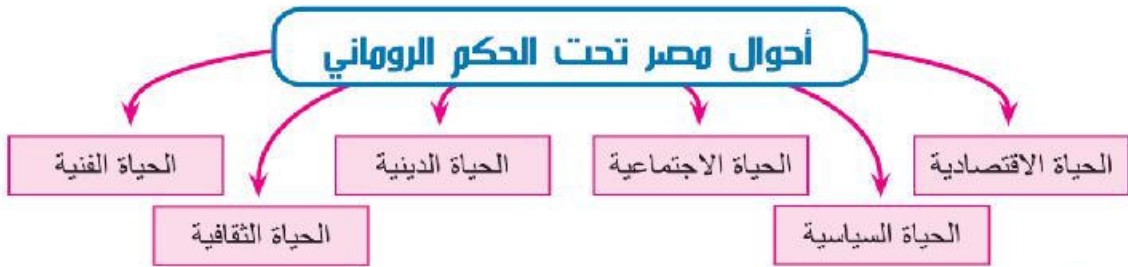 أحوال مصر تحت الحكم الروماني
الحياة الاقتصادية
الحياة السياسية
الحياة الاجتماعية
الحياة الدينية
الحياة الثقافية
الحياة الفنية